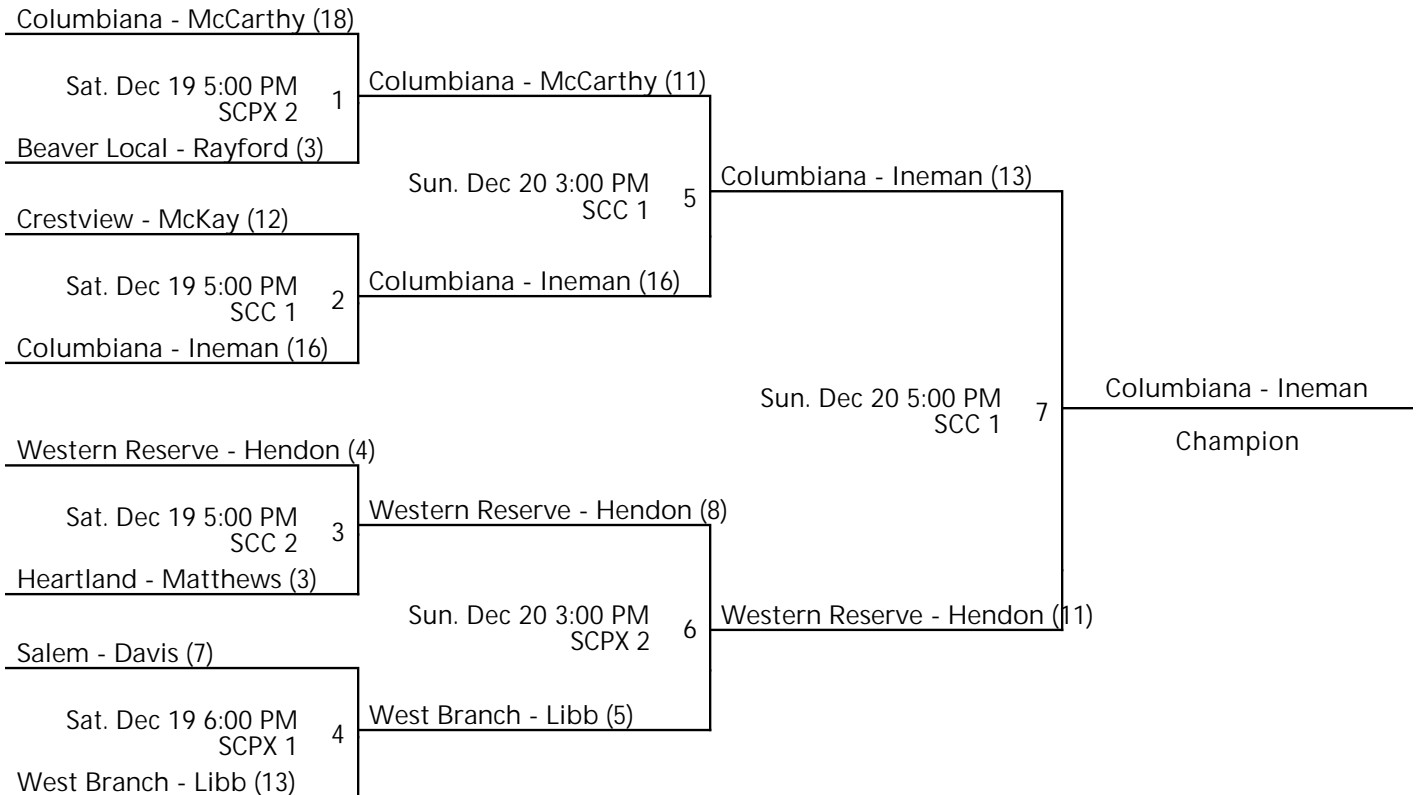 Columbiana - McCarthy (18)
Sat. Dec 19 5:00 PM
SCPX 2
1
Beaver Local - Rayford (3)
Columbiana - McCarthy (11)
Crestview - McKay (12)
Sat. Dec 19 5:00 PM
SCC 1
2
Columbiana - Ineman (16)
Columbiana - Ineman (16)
Sun. Dec 20 3:00 PM
SCC 1
5
Columbiana - Ineman (13)
Western Reserve - Hendon (4)
Sat. Dec 19 5:00 PM
SCC 2
3
Heartland - Matthews (3)
Western Reserve - Hendon (8)
Salem - Davis (7)
Sat. Dec 19 6:00 PM
SCPX 1
4
West Branch - Libb (13)
West Branch - Libb (5)
Sun. Dec 20 3:00 PM
SCPX 2
6
Western Reserve - Hendon (11)
Sun. Dec 20 5:00 PM
SCC 1
7
Columbiana - Ineman
Champion